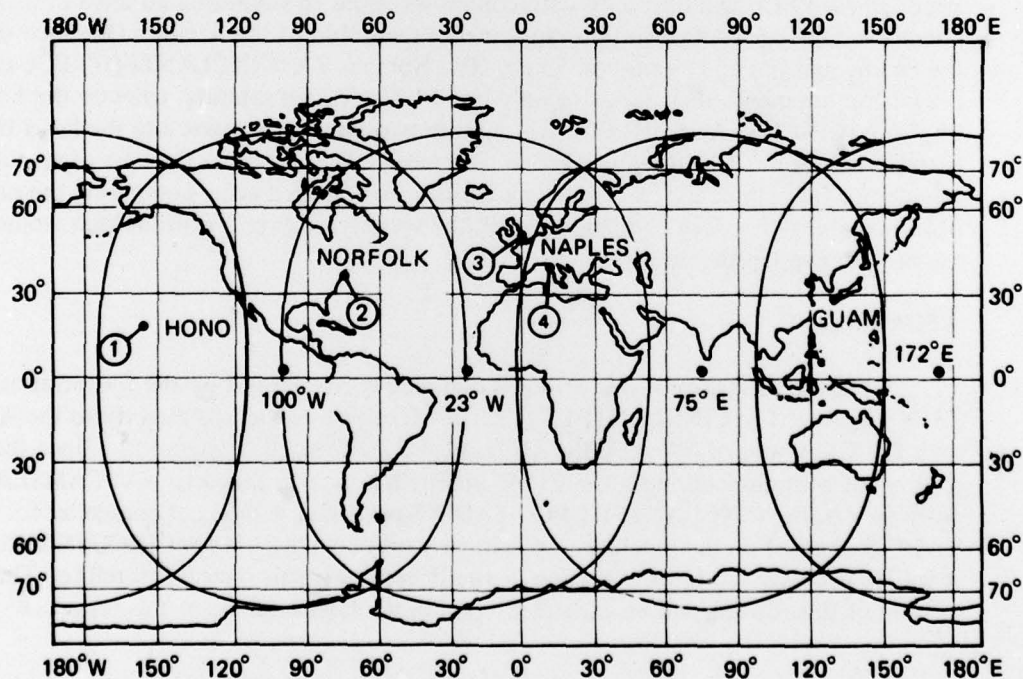 180°W 150° 120° 90° 60° 30° 0° 30° 60° 90° 120° 150° 180°E
70° 70°
60° 60°
NORFOLK ③ NAPLES
30° 30°
① HONO ② ④ GUAM
172°E
0° 0°
100°W 23°W 75°E
30° 30°
60° 60°
70° 70°
180°W 150° 120° 90° 60° 30° 0° 30° 60° 90° 120° 150° 180°E